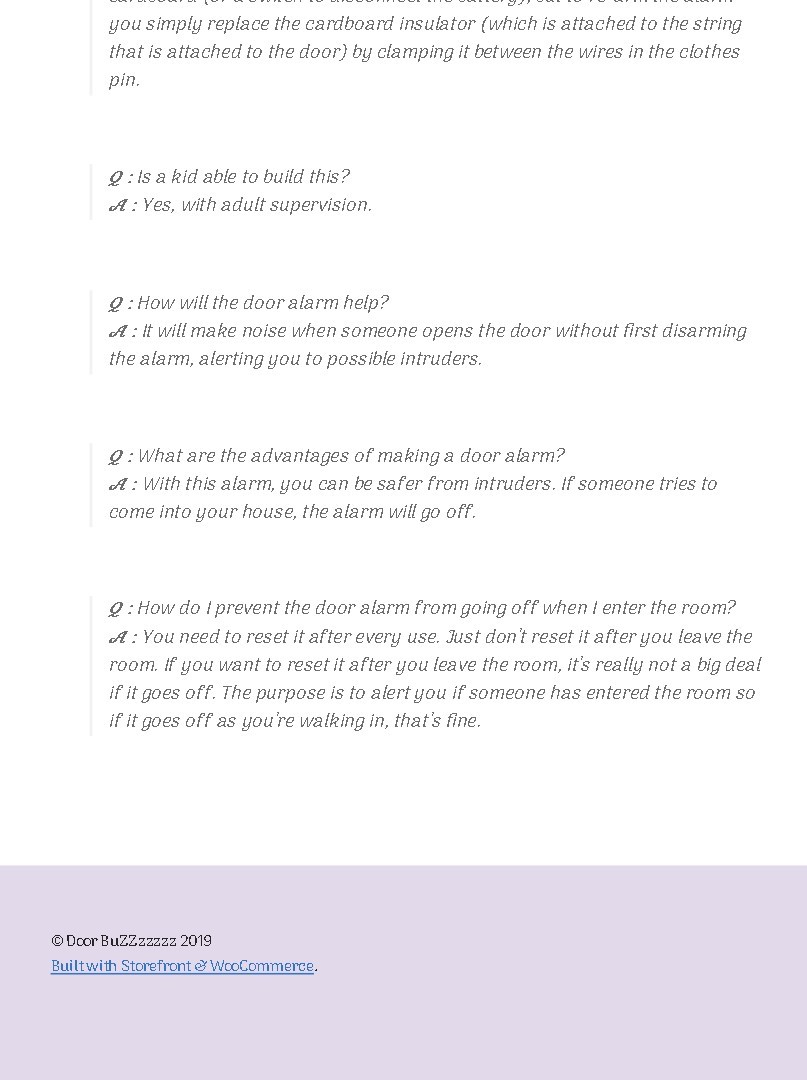 you simply replace the cardboard insulator (which is attached to the string
that is attached to the door) by clamping it between the wires in the clothes
pin.
Q : Is a kid able to build this?
A : Yes, with adult supervision.
Q : How will the door alarm help?
A : It will make noise when someone opens the door without first disarming
the alarm, alerting you to possible intruders.
Q : What are the advantages of making a door alarm?
A : With this alarm, you can be safer from intruders. If someone tries to
come into your house, the alarm will go off.
Q : How do I prevent the door alarm from going off when I enter the room?
A : You need to reset it after every use. Just don't reset it after you leave the
room. If you want to reset it after you leave the room, it's really not a big deal
if it goes off. The purpose is to alert you if someone has entered the room so
if it goes off as you're walking in, that's fine.
© Door BuZZzzzzz 2019
Built with Storefront & WooCommerce.